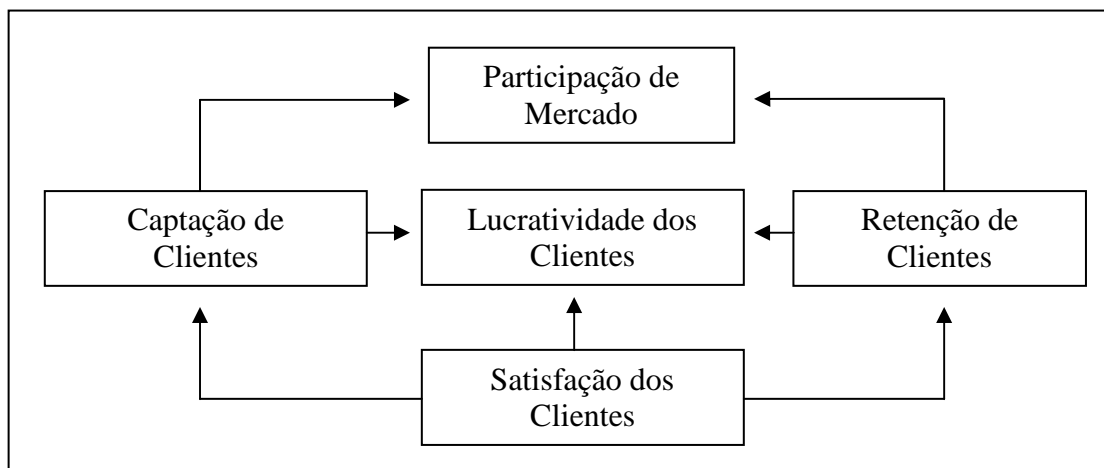 Participação de
Mercado
Captação de
Clientes
Lucratividade dos
Clientes
Retenção de
Clientes
Satisfação dos
Clientes